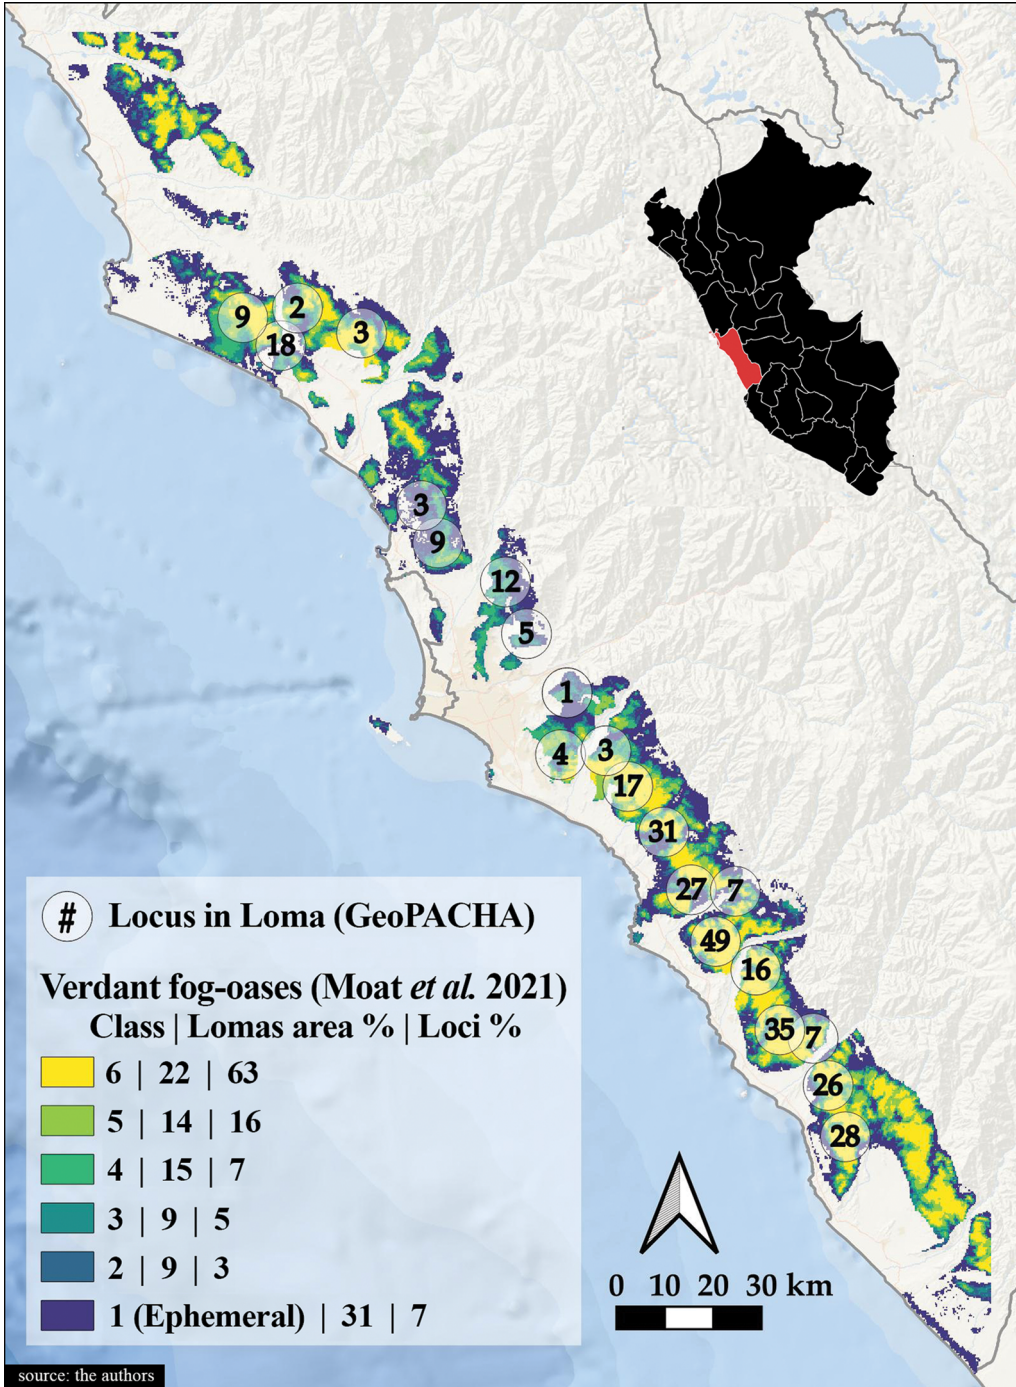 2
9
3
18
3
9
12
5
1
4
3
17
31
27
7
49
16
35
7
26
28
# Locus in Loma (GeoPACHA)
Verdant fog-oases (Moat et al. 2021)
Class | Lomas area % | Loci %
6 | 22 | 63
5 | 14 | 16
4 | 15 | 7
3 | 9 | 5
2 | 9 | 3
1 (Ephemeral) | 31 | 7
0 10 20 30 km
source: the authors